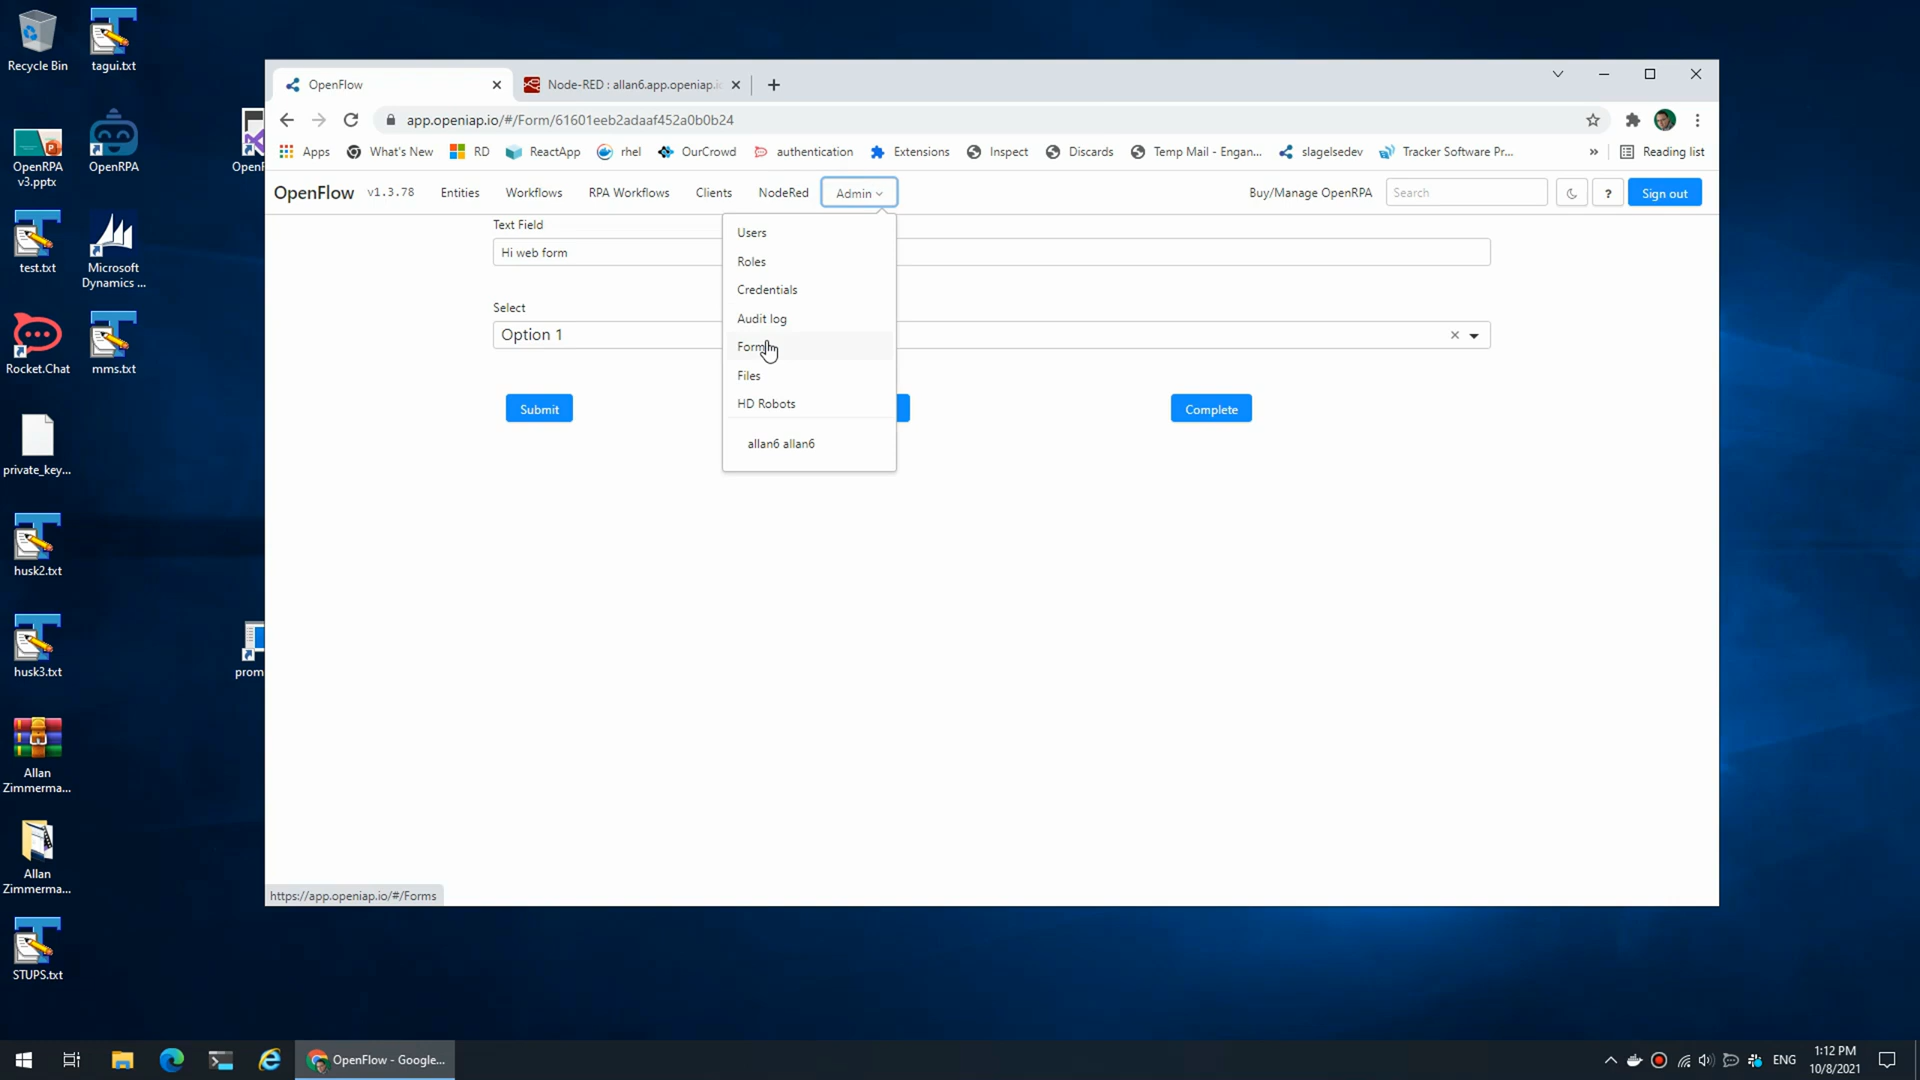 Recycle Bin
tagui.txt
OpenRPA
v3.pptx
OpenRPA
test.txt
Microsoft
Dynamics ...
Rocket.Chat
mms.txt
private_key...
husk2.txt
husk3.txt
prom
Allan
Zimmerma...
Allan
Zimmerma...
STUPS.txt
OpenFlow
Node-RED : allan6.app.openiap.i
app.openiap.io/#/Form/61601eeb2adaaf452a0b0b24
Apps
What's New
RD
ReactApp
rhel
OurCrowd
authentication
Extensions
Inspect
Discards
Temp Mail - Engan...
slagelsedev
Tracker Software Pr...
»
Reading list
OpenFlow v1.3.78
Entities
Workflows
RPA Workflows
Clients
NodeRed
Admin
Buy/Manage OpenRPA
Search
?
Sign out
Text Field
Hi web form
Select
Option 1
Submit
Complete
Users
Roles
Credentials
Audit log
Files
HD Robots
allan6 allan6
https://app.openiap.io/#/Forms
OpenFlow - Google...
ENG
1:12 PM
10/8/2021